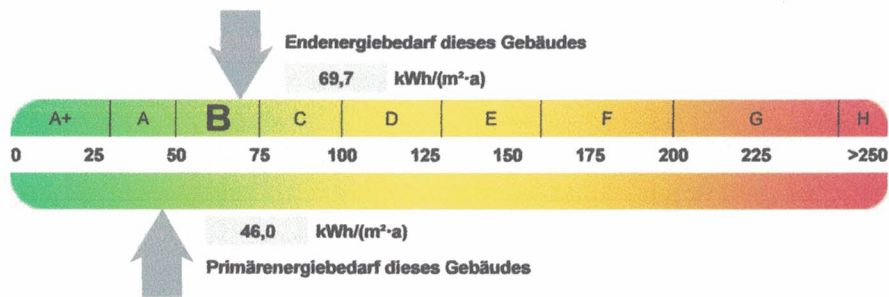 Endenergiebedarf dieses Gebäudes
69,7 kWh/(m²·a)
A+ A B C D E F G H
0 25 50 75 100 125 150 175 200 225 >250
46,0 kWh/(m²·a)
Primärenergiebedarf dieses Gebäudes